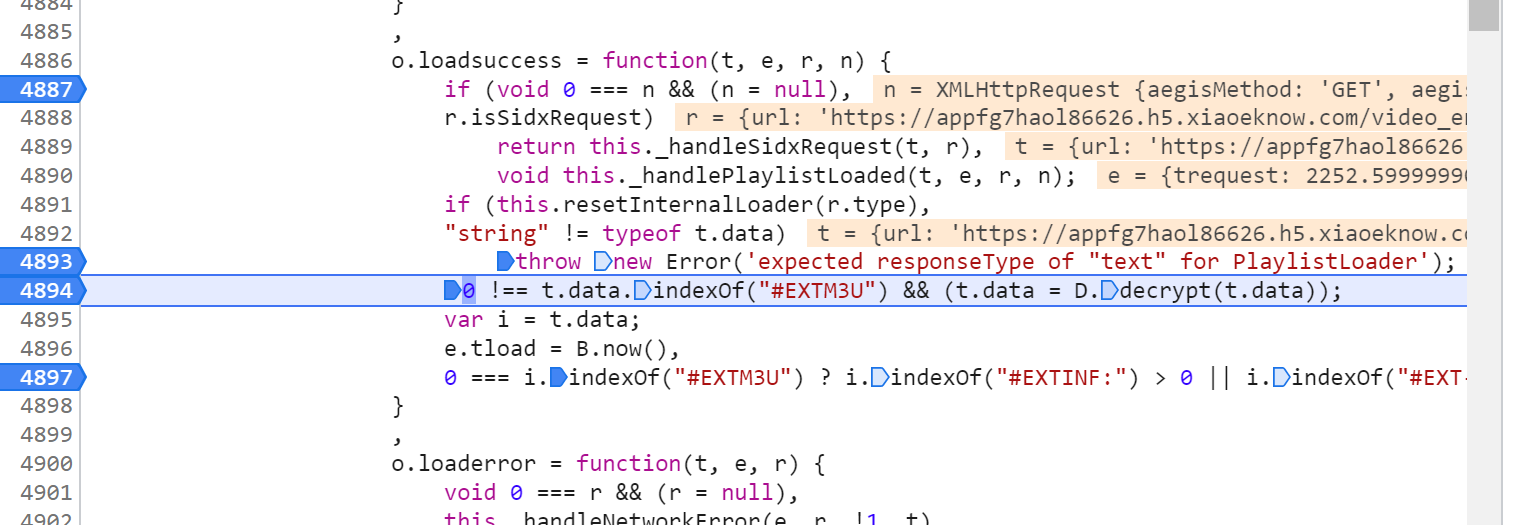 4884 }
4885 ,
4886 o.loadsuccess = function(t, e, r, n) {
4887 if (void 0 === n && (n = null), n = XMLHttpRequest {aegisMethod: 'GET', aegis
4888 r.isSidxRequest) r = {url: 'https://appfg7haol86626.h5.xiaoeknow.com/video_en
4889 return this._handleSidxRequest(t, r), t = {url: 'https://appfg7haol86626
4890 void this._handlePlaylistLoaded(t, e, r, n); e = {trequest: 2252.5999999
4891 if (this.resetInternalLoader(r.type),
4892 "string" != typeof t.data) t = {url: 'https://appfg7haol86626.h5.xiaoeknow.co
4893 throw new Error('expected responseType of "text" for PlaylistLoader');
4894 0 !== t.data.indexOf("#EXTM3U") && (t.data = D.decrypt(t.data));
4895 var i = t.data;
4896 e.tload = B.now(),
4897 0 === i.indexOf("#EXTM3U") ? i.indexOf("#EXTINF:") > 0 || i.indexOf("#EXT-
4898 }
4899 ,
4900 o.loaderror = function(t, e, r) {
4901 void 0 === r && (r = null),
4902 this._handleNetworkError(e, r, !1, t)